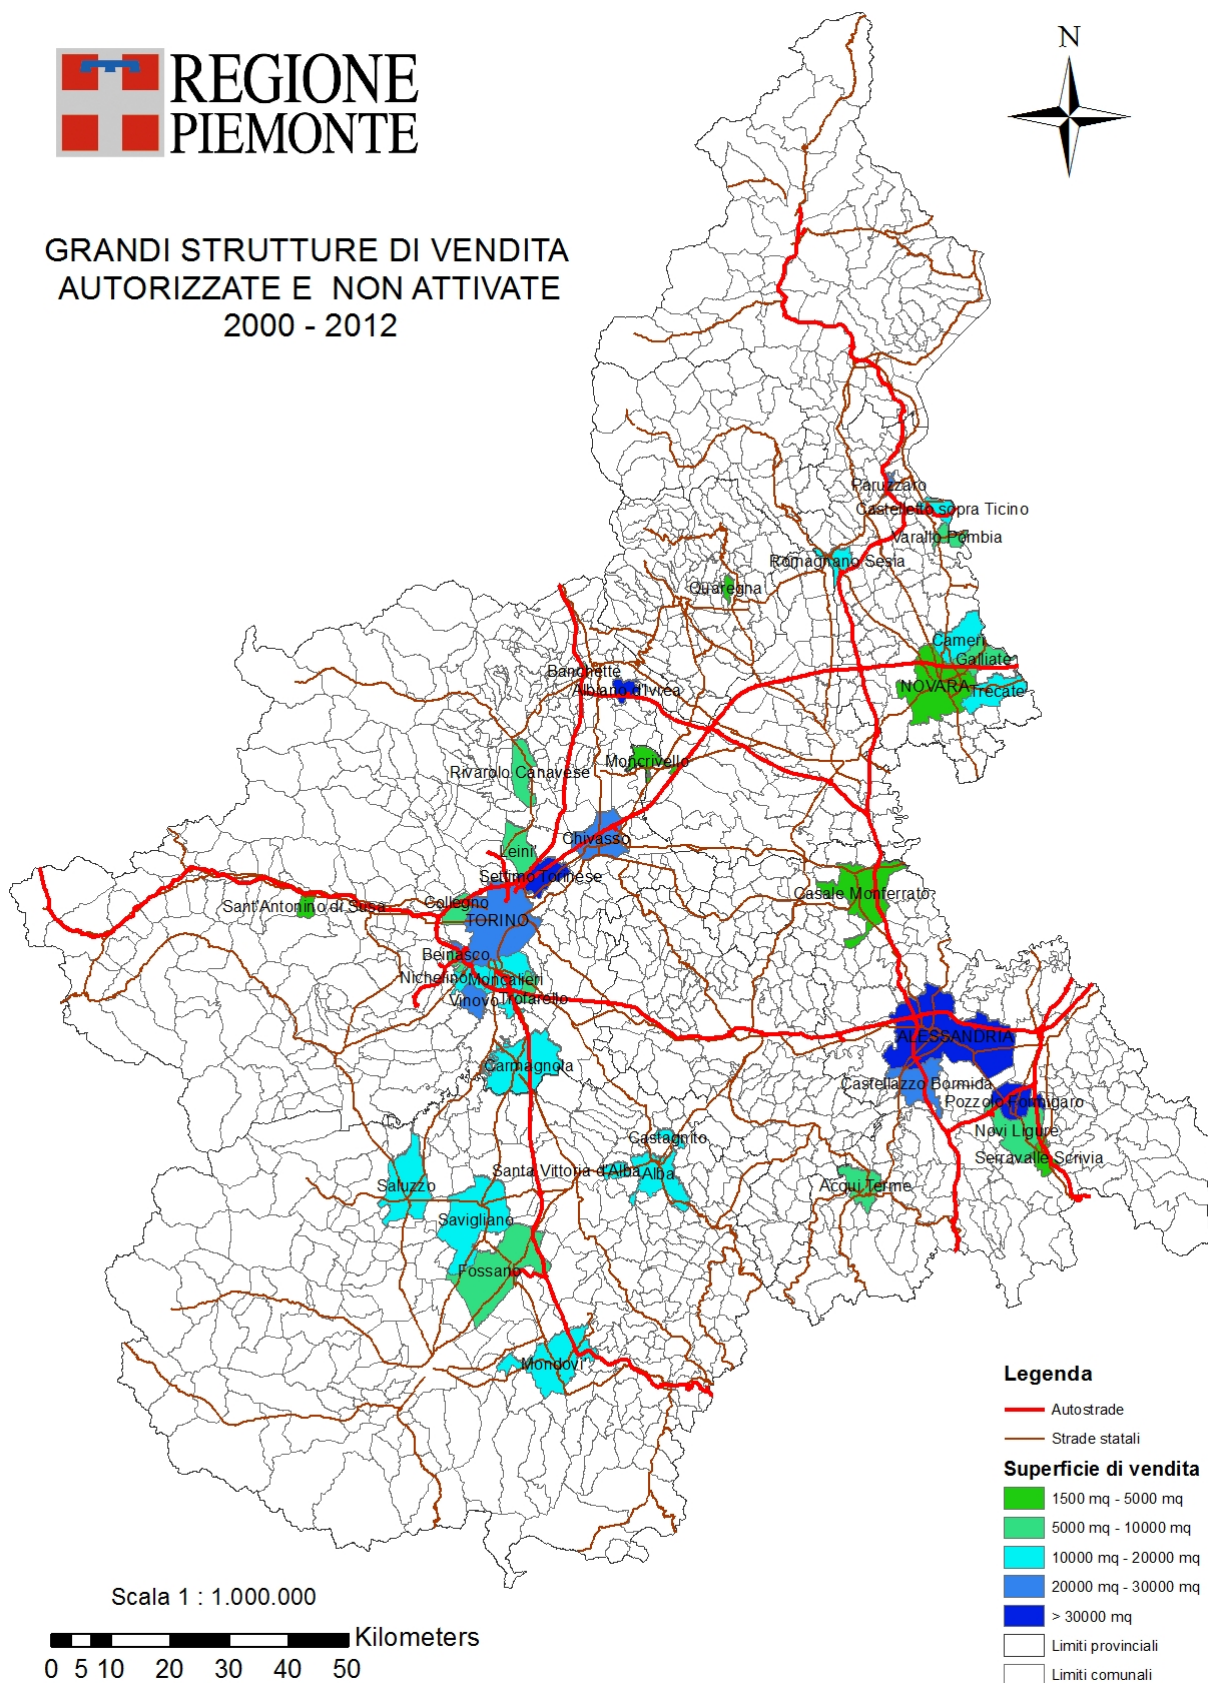 REGIONE
PIEMONTE
N
GRANDI STRUTTURE DI VENDITA
AUTORIZZATE E NON ATTIVATE
2000 - 2012
Paruzzaro
Castelletto sopra Ticino
Varallo Pombia
Romagnano Sesia
Quaregna
Cameri
Galliate
NOVARA
Trecate
Banchette
Albiano d'Ivrea
Moncrivello
Rivarolo Canavese
Chivasso
Leini
Settimo Torinese
Casale Monferrato
Sant'Antonino di Susa
Collegno
TORINO
Beinasco
Nichelino
Moncalieri
Vinovo
Trofarello
ALESSANDRIA
Carmagnola
Castellazzo Bormida
Pozzolo Formigaro
Novi Ligure
Castagnito
Serravalle Scrivia
Santa Vittoria d'Alba
Alba
Acqui Terme
Saluzzo
Savigliano
Fossano
Mondovi
Legenda
Autostrade
Strade statali
Superficie di vendita
1500 mq - 5000 mq
5000 mq - 10000 mq
10000 mq - 20000 mq
20000 mq - 30000 mq
> 30000 mq
Limiti provinciali
Limiti comunali
Scala 1 : 1.000.000
Kilometers
0 5 10 20 30 40 50